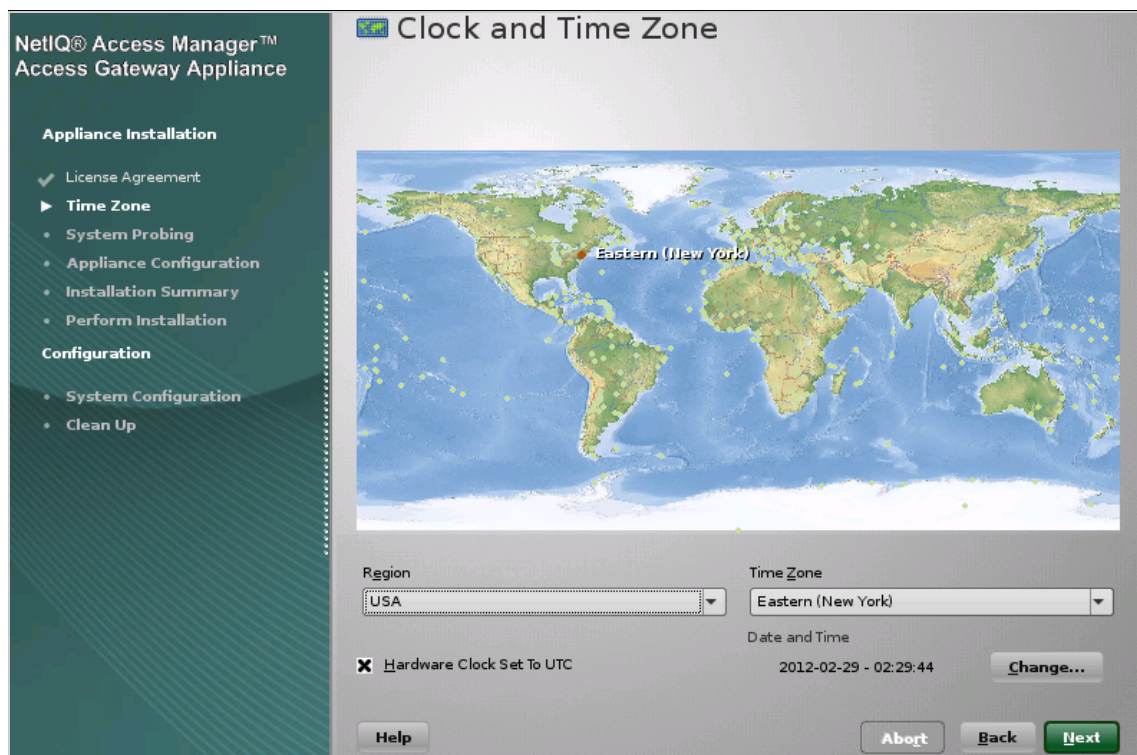 NetIQ® Access Manager™
Access Gateway Appliance
Appliance Installation
License Agreement
Time Zone
System Probing
Appliance Configuration
Installation Summary
Perform Installation
Configuration
System Configuration
Clean Up
Clock and Time Zone
Eastern (New York)
Region
USA
Time Zone
Eastern (New York)
Hardware Clock Set To UTC
Date and Time
2012-02-29 - 02:29:44
Change...
Help
Abort
Back
Next